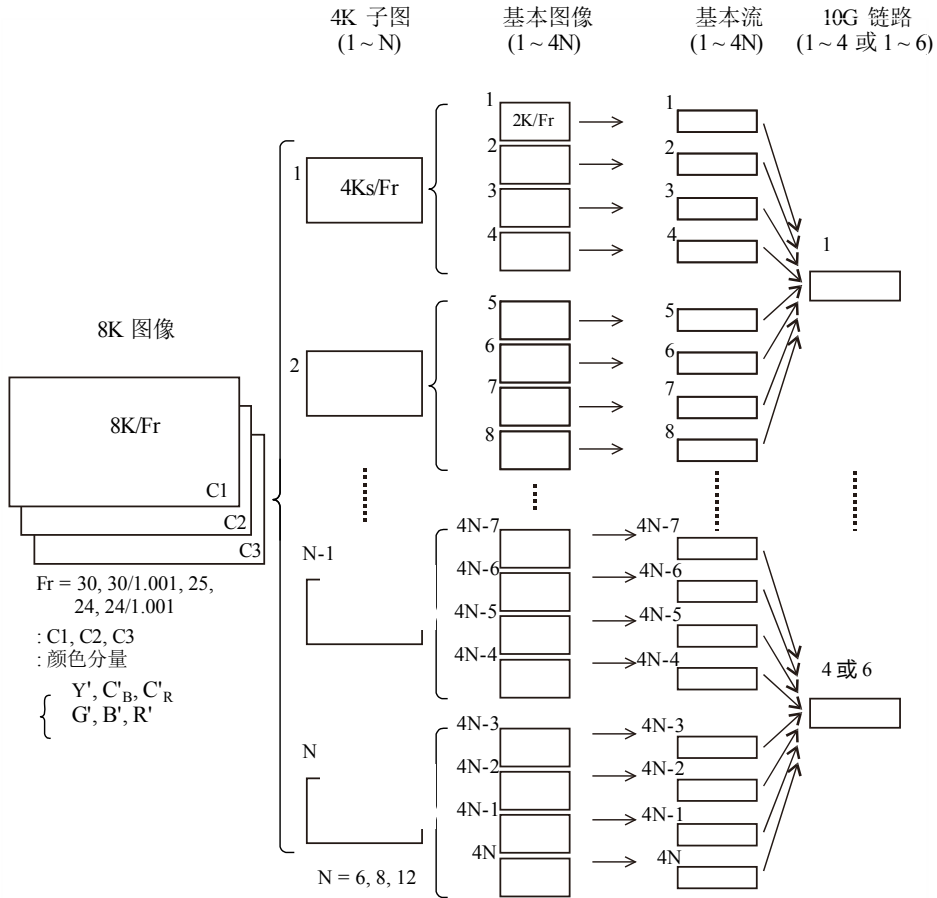 4K 子图
(1 ~ N)
基本图像
(1 ~ 4N)
基本流
(1 ~ 4N)
10G 链路
(1 ~ 4 或 1 ~ 6)
8K 图像
8K/Fr
C1
C2
C3
Fr = 30, 30/1.001, 25,
24, 24/1.001
: C1, C2, C3
: 颜色分量
Y', C'B, C'R
G', B', R'
1
4Ks/Fr
2
N-1
N
N = 6, 8, 12
1
2K/Fr
2
3
4
5
6
7
8
4N-7
4N-6
4N-5
4N-4
4N-3
4N-2
4N-1
4N
1
2
3
4
5
6
7
8
4N-7
4N-6
4N-5
4N-4
4N-3
4N-2
4N-1
4N
1
4 或 6